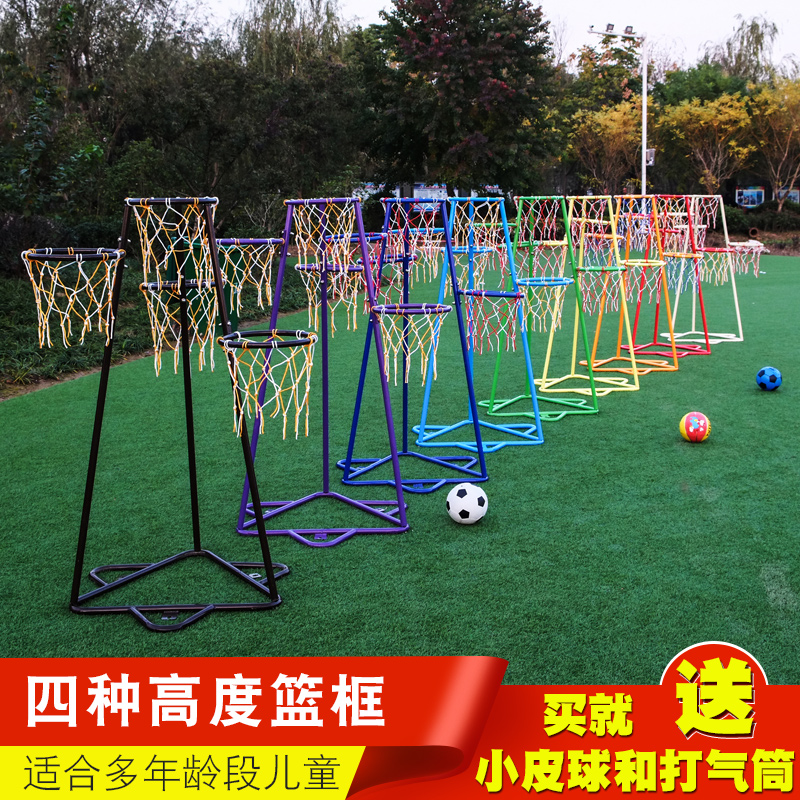 四种高度篮框
适合多年龄段儿童
买就送
小皮球和打气筒